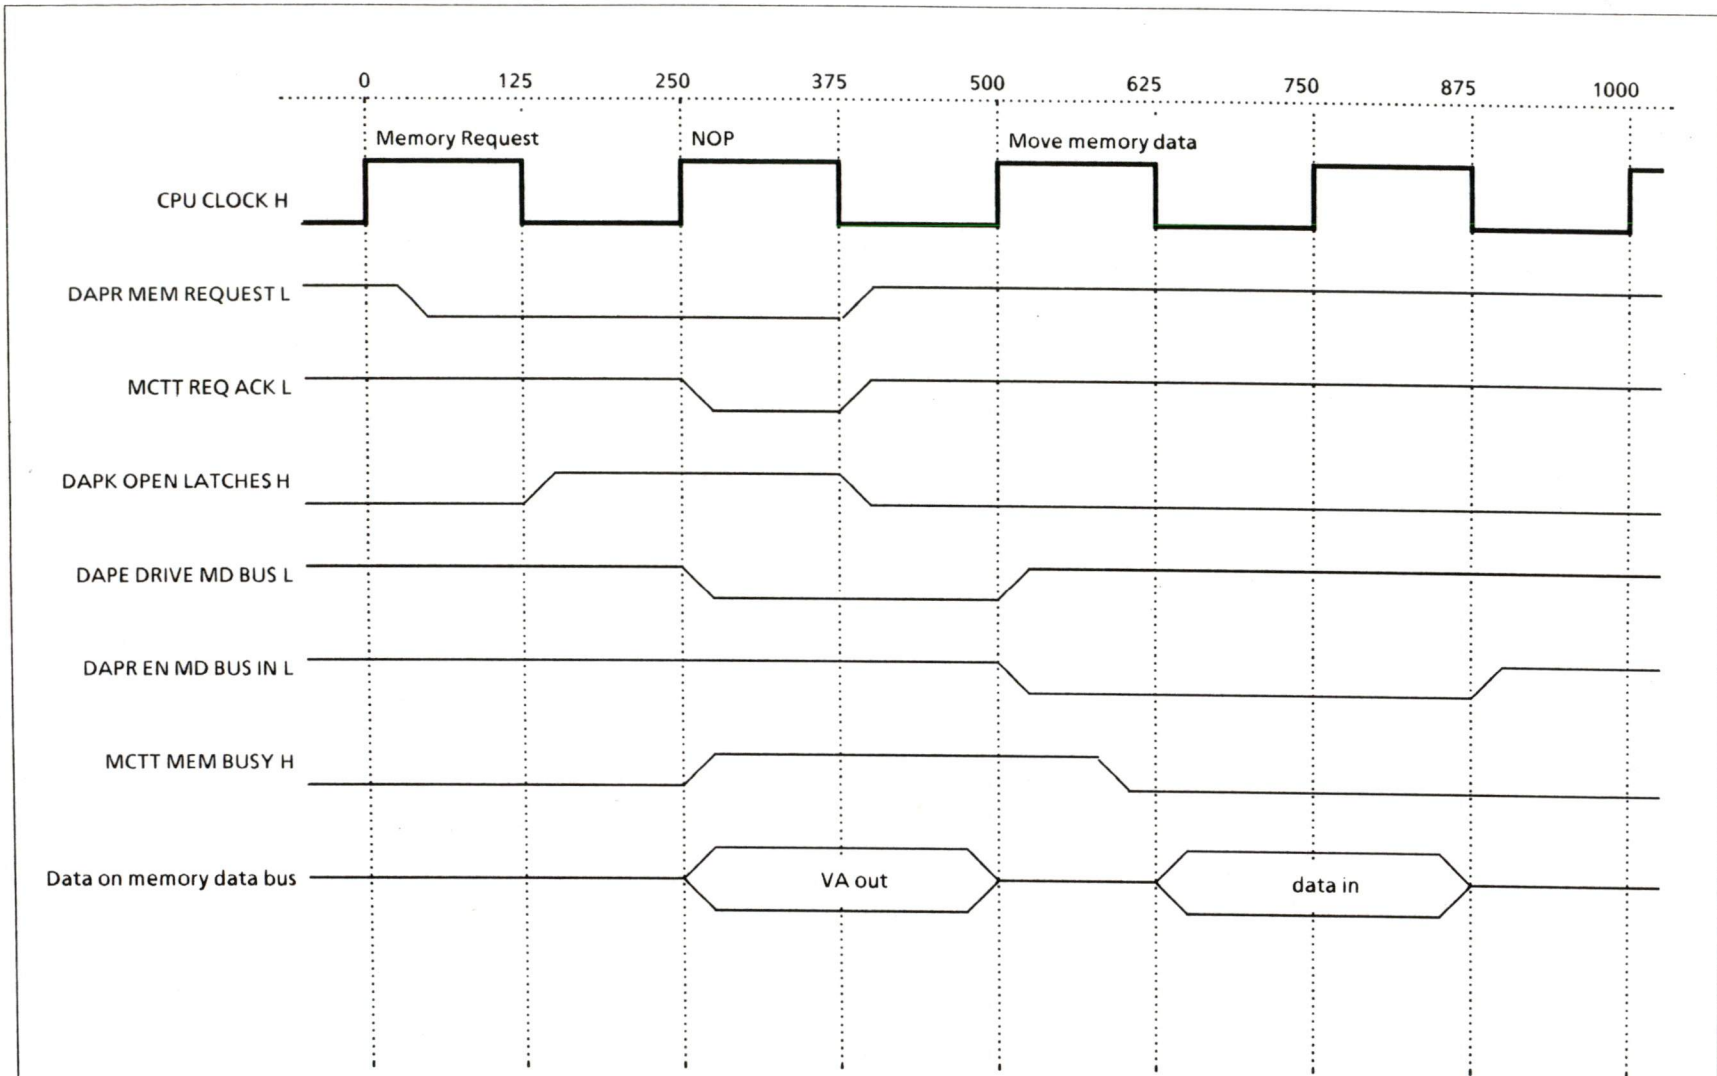 0 125 250 375 500 625 750 875 1000
Memory Request NOP Move memory data
CPU CLOCK H
DAPR MEM REQUEST L
MCTT REQ ACK L
DAPK OPEN LATCHES H
DAPE DRIVE MD BUS L
DAPR EN MD BUS IN L
MCTT MEM BUSY H
Data on memory data bus VA out data in